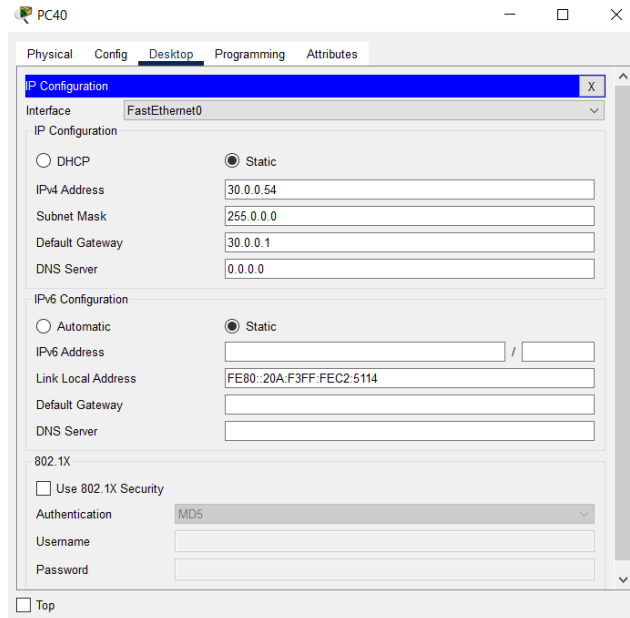 PC40
Physical Config Desktop Programming Attributes
IP Configuration X
Interface FastEthernet0
IP Configuration
DHCP Static
IPv4 Address 30.0.0.54
Subnet Mask 255.0.0.0
Default Gateway 30.0.0.1
DNS Server 0.0.0.0
IPv6 Configuration
Automatic Static
IPv6 Address /
Link Local Address FE80::20A:F3FF:FEC2:5114
Default Gateway
DNS Server
802.1X
Use 802.1X Security
Authentication MD5
Username
Password
Top